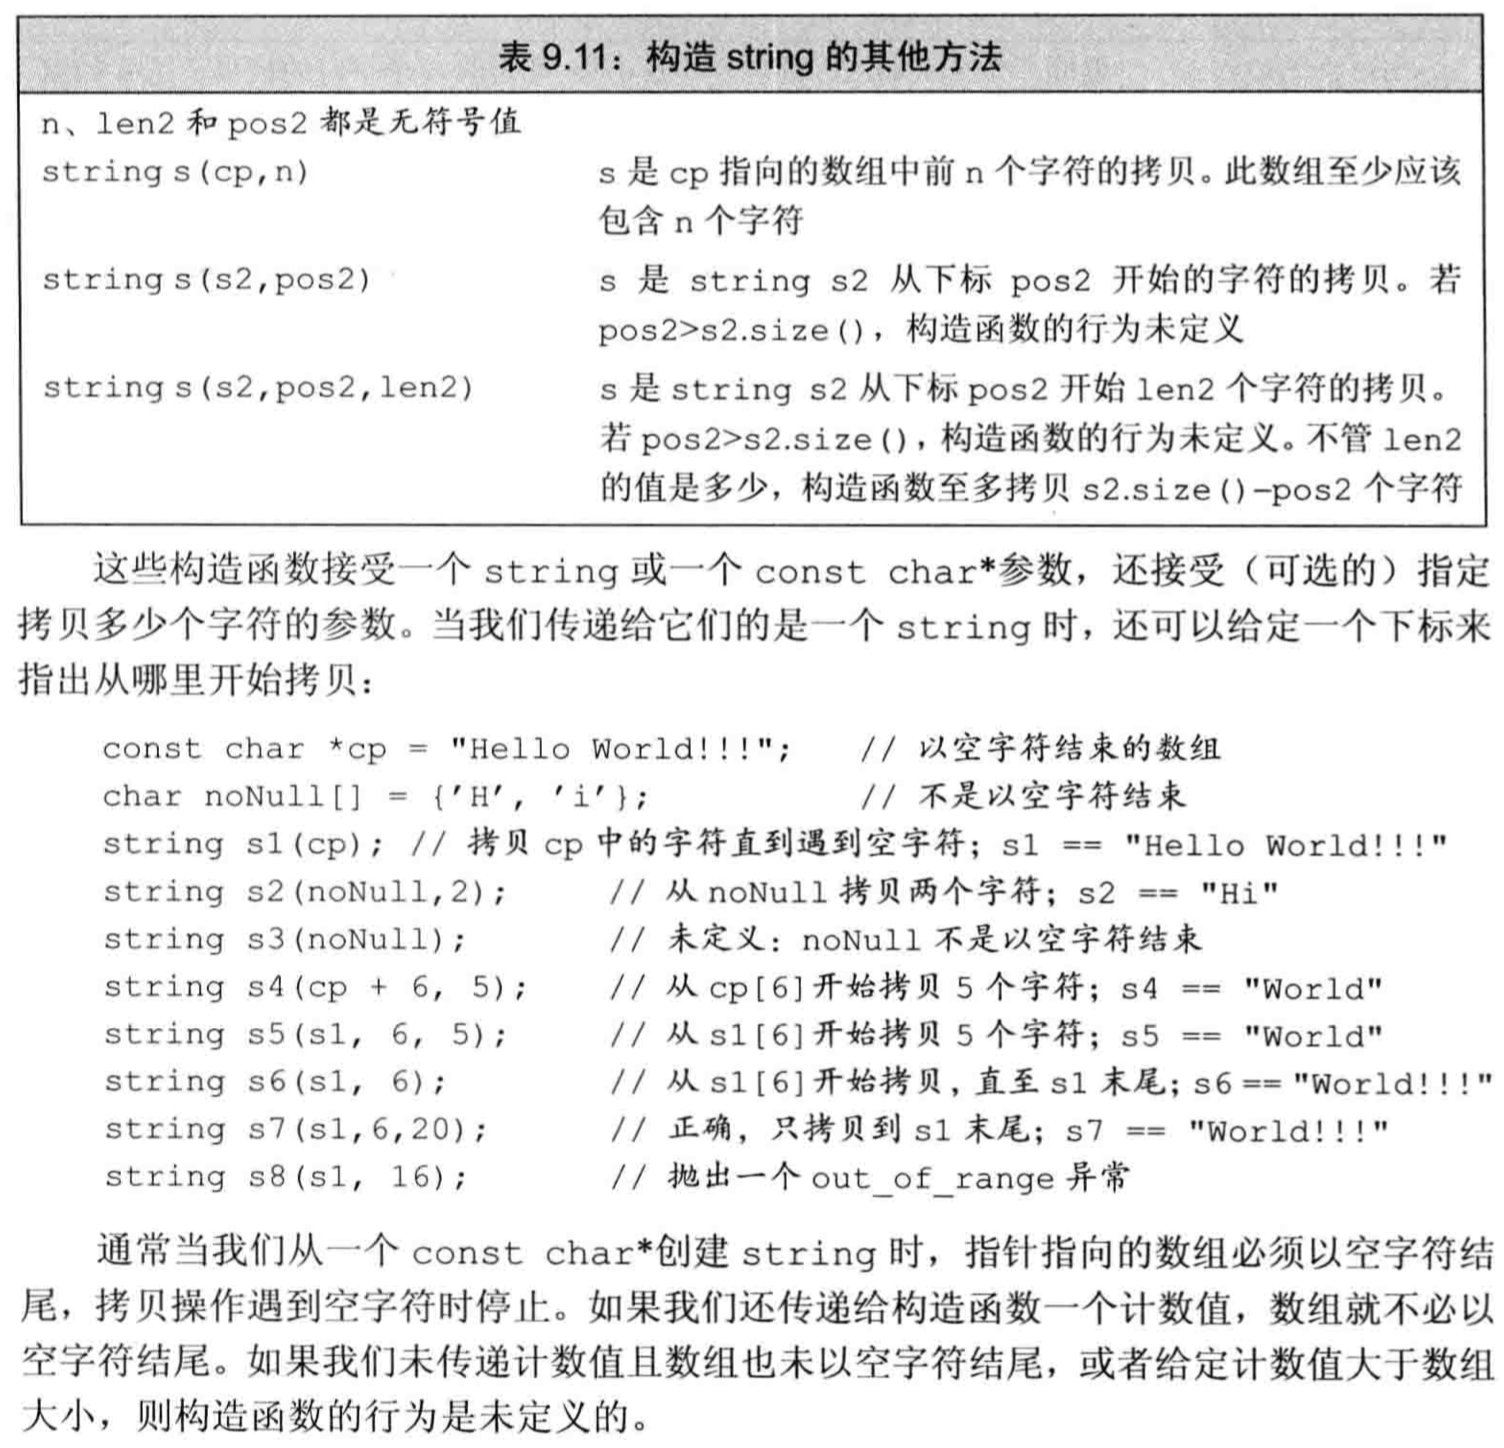 表 9.11：构造 string 的其他方法
n、len2 和 pos2 都是无符号值
string s(cp,n) s 是 cp 指向的数组中前 n 个字符的拷贝。此数组至少应该
包含 n 个字符
string s(s2,pos2) s 是 string s2 从下标 pos2 开始的字符的拷贝。若
pos2>s2.size()，构造函数的行为未定义
string s(s2,pos2,len2) s 是 string s2 从下标 pos2 开始 len2 个字符的拷贝。
若 pos2>s2.size()，构造函数的行为未定义。不管 len2
的值是多少，构造函数至多拷贝 s2.size()–pos2 个字符
这些构造函数接受一个 string 或一个 const char*参数，还接受（可选的）指定
拷贝多少个字符的参数。当我们传递给它们的是一个 string 时，还可以给定一个下标来
指出从哪里开始拷贝：
const char *cp = "Hello World!!!"; // 以空字符结束的数组
char noNull[] = {'H', 'i'}; // 不是以空字符结束
string s1(cp); // 拷贝 cp 中的字符直到遇到空字符；s1 == "Hello World!!!"
string s2(noNull,2); // 从 noNull 拷贝两个字符；s2 == "Hi"
string s3(noNull); // 未定义：noNull 不是以空字符结束
string s4(cp + 6, 5); // 从 cp[6]开始拷贝 5 个字符；s4 == "World"
string s5(s1, 6, 5); // 从 s1[6]开始拷贝 5 个字符；s5 == "World"
string s6(s1, 6); // 从 s1[6]开始拷贝，直至 s1 末尾；s6 == "World!!!"
string s7(s1,6,20); // 正确，只拷贝到 s1 末尾；s7 == "World!!!"
string s8(s1, 16); // 抛出一个 out_of_range 异常
通常当我们从一个 const char*创建 string 时，指针指向的数组必须以空字符结
尾，拷贝操作遇到空字符时停止。如果我们还传递给构造函数一个计数值，数组就不必以
空字符结尾。如果我们未传递计数值且数组也未以空字符结尾，或者给定计数值大于数组
大小，则构造函数的行为是未定义的。